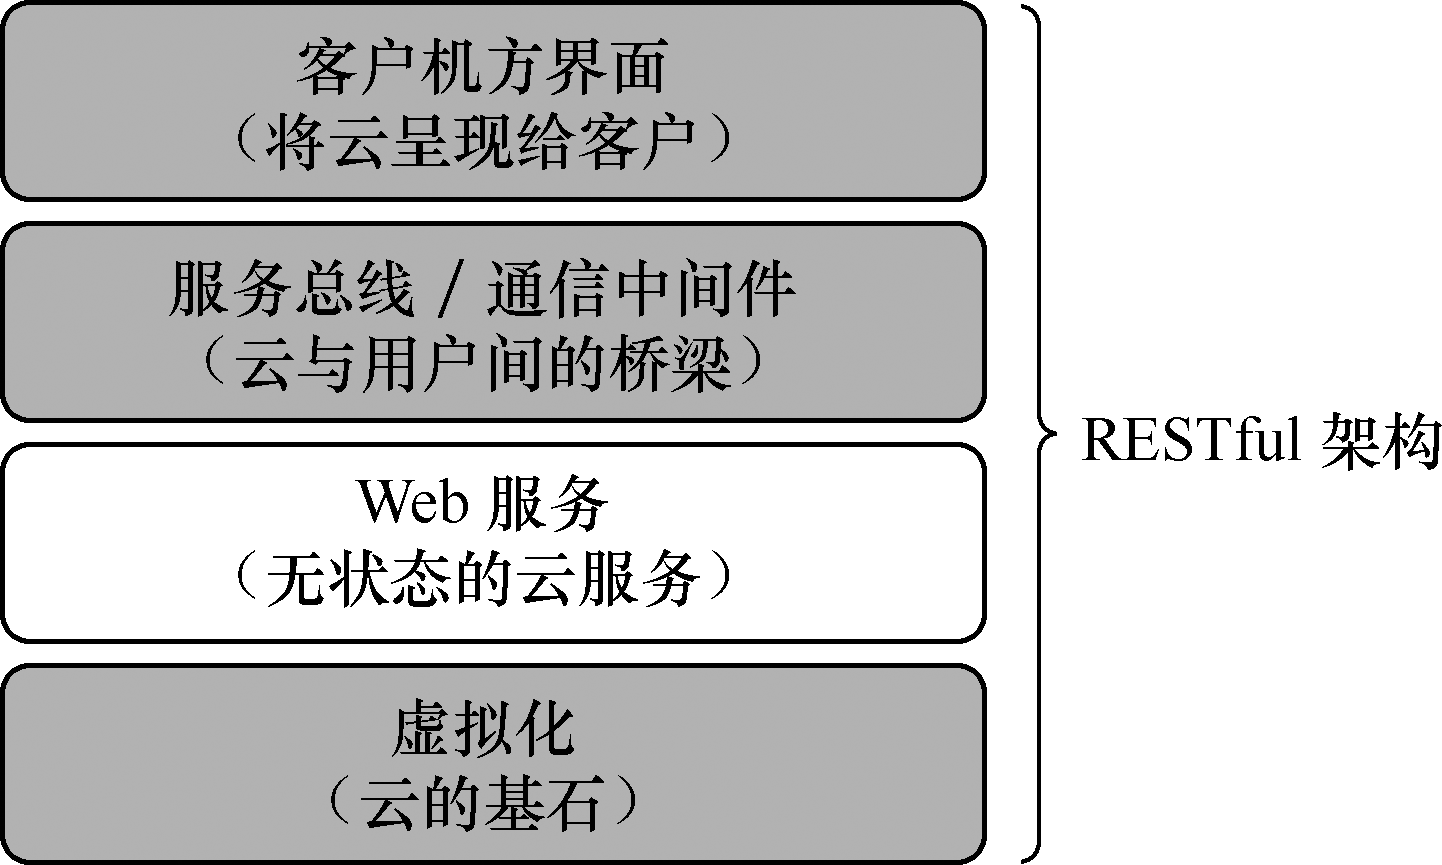 客户机方界面
（将云呈现给客户）
服务总线 / 通信中间件
（云与用户间的桥梁）
Web 服务
（无状态的云服务）
虚拟化
（云的基石）
RESTful 架构